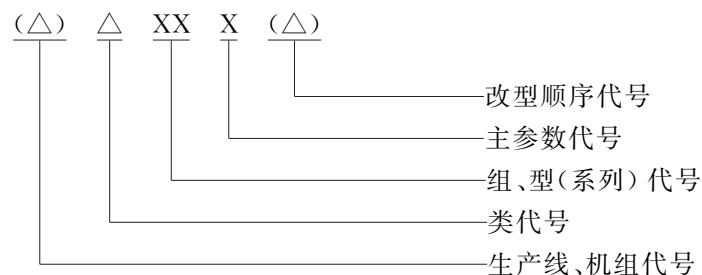 (△) △ XX X (△)
改型顺序代号
主参数代号
组、型(系列)代号
类代号
生产线、机组代号